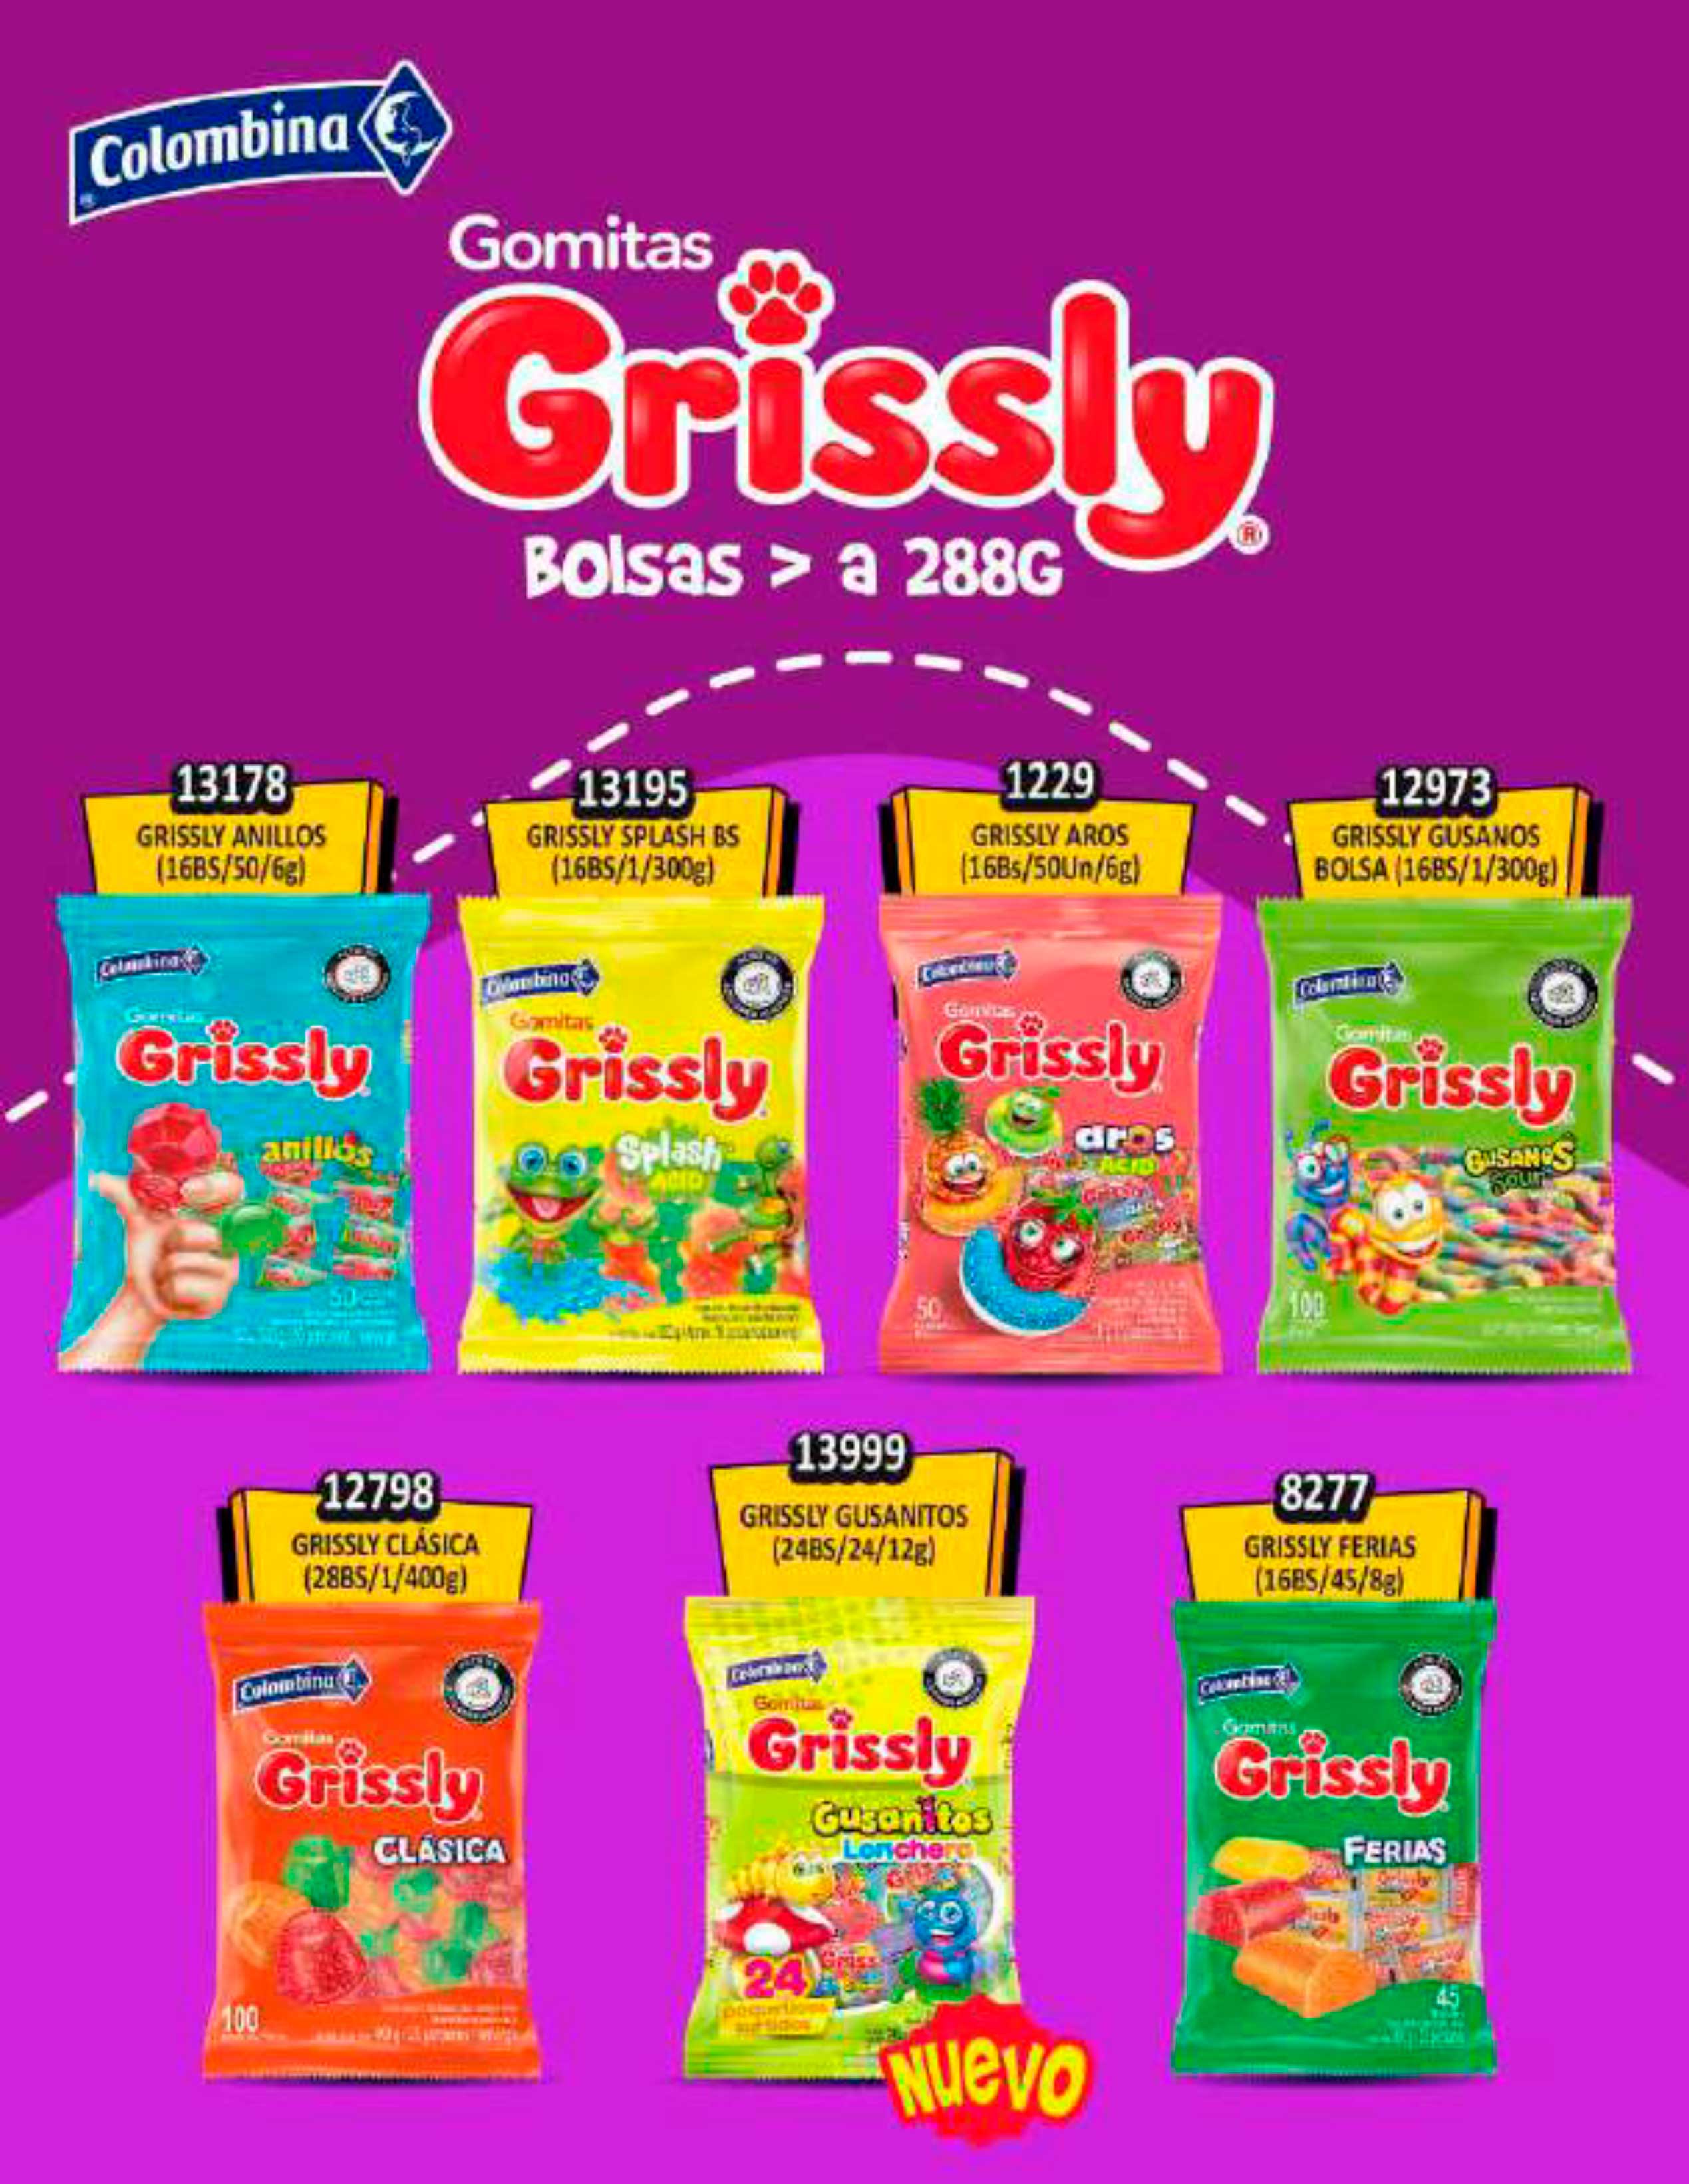 Colombina
Gomitas
Grissly
Bolsas > a 288G
13178
GRISSLY ANILLOS
(16BS/50/6g)
13195
GRISSLY SPLASH BS
(16BS/1/300g)
1229
GRISSLY AROS
(16Bs/50Un/6g)
12973
GRISSLY GUSANOS
BOLSA (16BS/1/300g)
Colombina
Gomitas
Grissly
anillos
50
Colombina
Gomitas
Grissly
Splash
ACID
Colombina
Gomitas
Grissly
aros
ACID
50
Colombina
Gomitas
Grissly
GUSANOS
SOUR
100
12798
GRISSLY CLÁSICA
(28BS/1/400g)
13999
GRISSLY GUSANITOS
(24BS/24/12g)
8277
GRISSLY FERIAS
(16BS/45/8g)
Colombina
Gomitas
Grissly
CLÁSICA
100
Colombina
Gomitas
Grissly
Gusanitos
Lonchera
24
paquetitos
surtidos
NUEVO
Colombina
Gomitas
Grissly
FERIAS
45